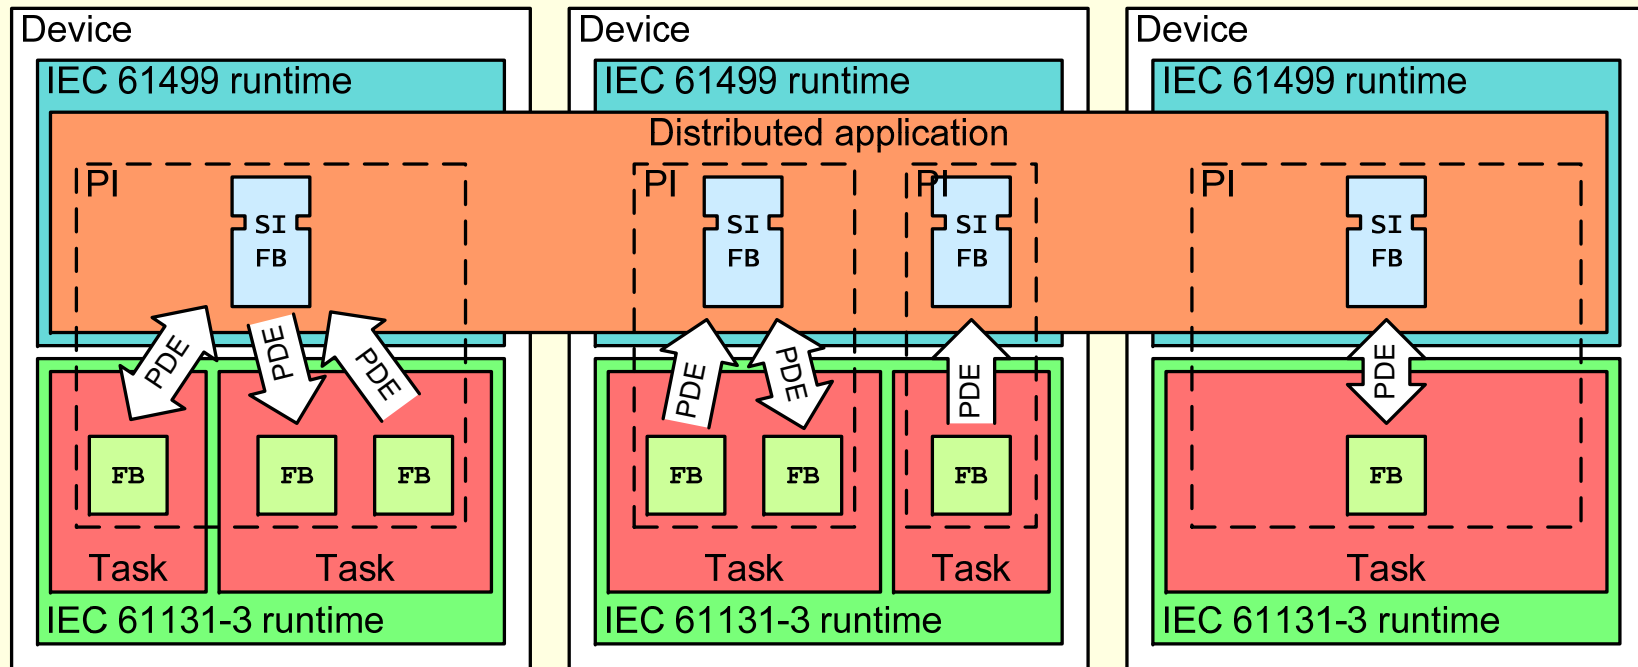 Device
Device
Device
IEC 61499 runtime
IEC 61499 runtime
IEC 61499 runtime
Distributed application
PI
PI
PI
PI
SI
FB
SI
FB
SI
FB
SI
FB
PDE
PDE
PDE
PDE
PDE
PDE
PDE
FB
FB
FB
FB
FB
FB
FB
Task
Task
Task
Task
Task
IEC 61131-3 runtime
IEC 61131-3 runtime
IEC 61131-3 runtime